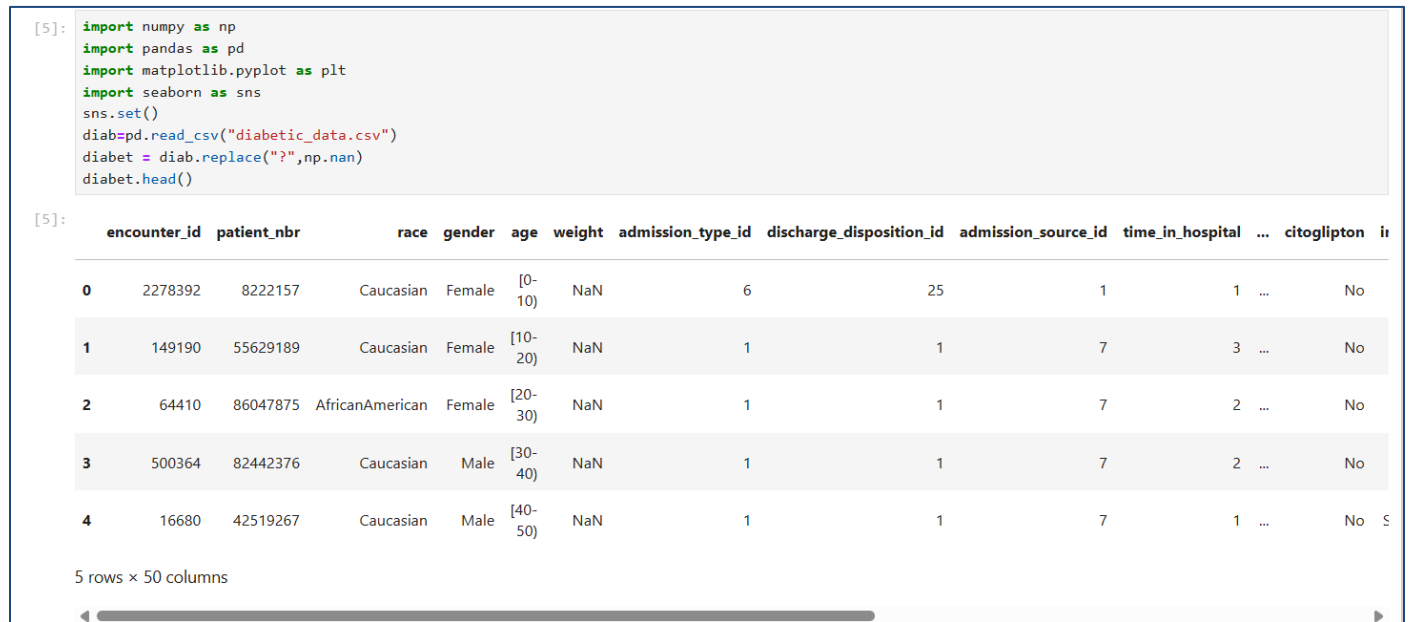 [5]: import numpy as np
import pandas as pd
import matplotlib.pyplot as plt
import seaborn as sns
sns.set()
diab=pd.read_csv("diabetic_data.csv")
diabet = diab.replace("?",np.nan)
diabet.head()
[5]:
encounter_id patient_nbr race gender age weight admission_type_id discharge_disposition_id admission_source_id time_in_hospital ... citoglipton
0 2278392 8222157 Caucasian Female [0-10) NaN 6 25 1 1 ... No
1 149190 55629189 Caucasian Female [10-20) NaN 1 1 7 3 ... No
2 64410 86047875 AfricanAmerican Female [20-30) NaN 1 1 7 2 ... No
3 500364 82442376 Caucasian Male [30-40) NaN 1 1 7 2 ... No
4 16680 42519267 Caucasian Male [40-50) NaN 1 1 7 1 ... No
5 rows × 50 columns